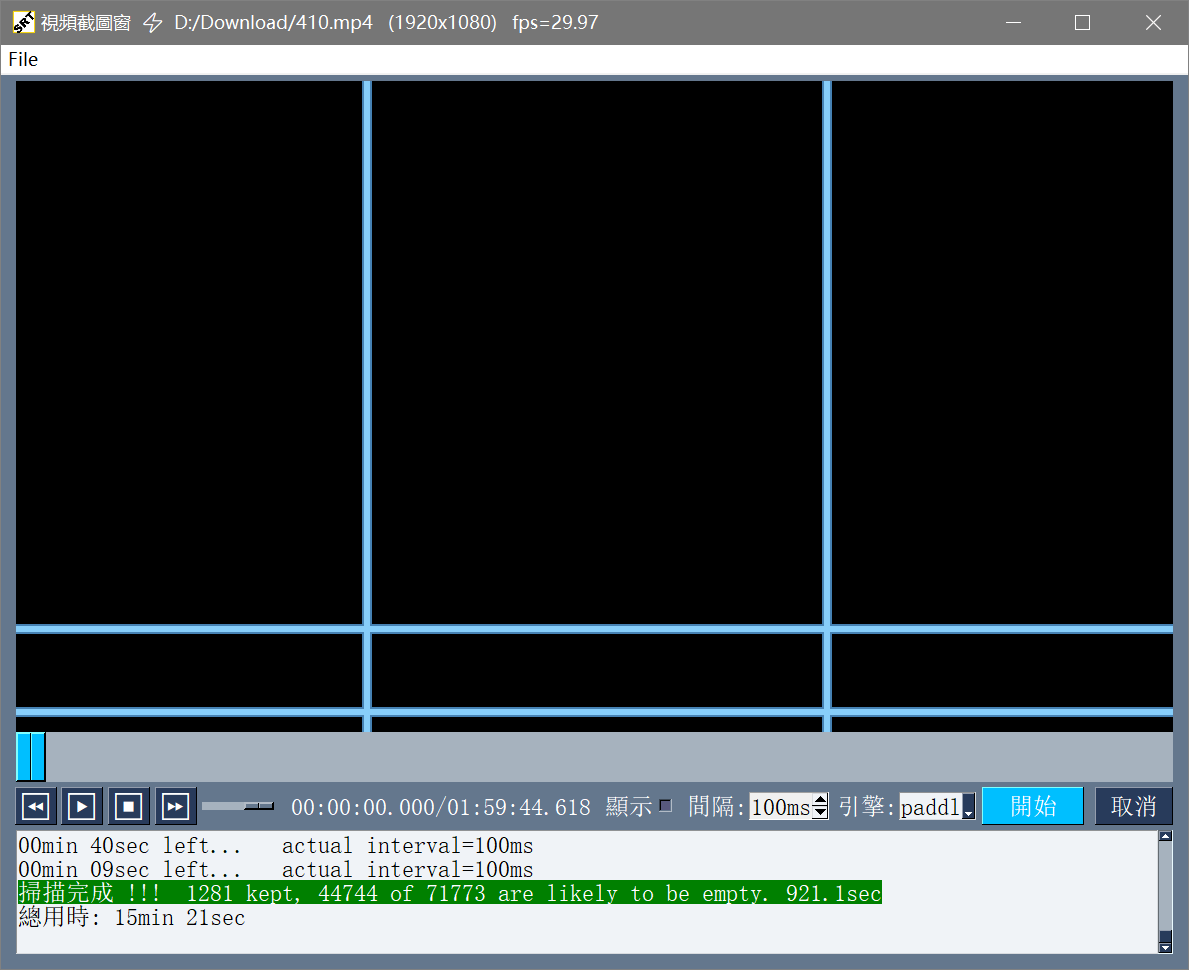 SRT 視頻截圖窗 ⚡ D:/Download/410.mp4 (1920x1080) fps=29.97
File
00:00:00.000/01:59:44.618 顯示 間隔: 100ms 引擎: paddl 開始 取消
00min 40sec left... actual interval=100ms
00min 09sec left... actual interval=100ms
掃描完成 !!! 1281 kept, 44744 of 71773 are likely to be empty. 921.1sec
總用時: 15min 21sec